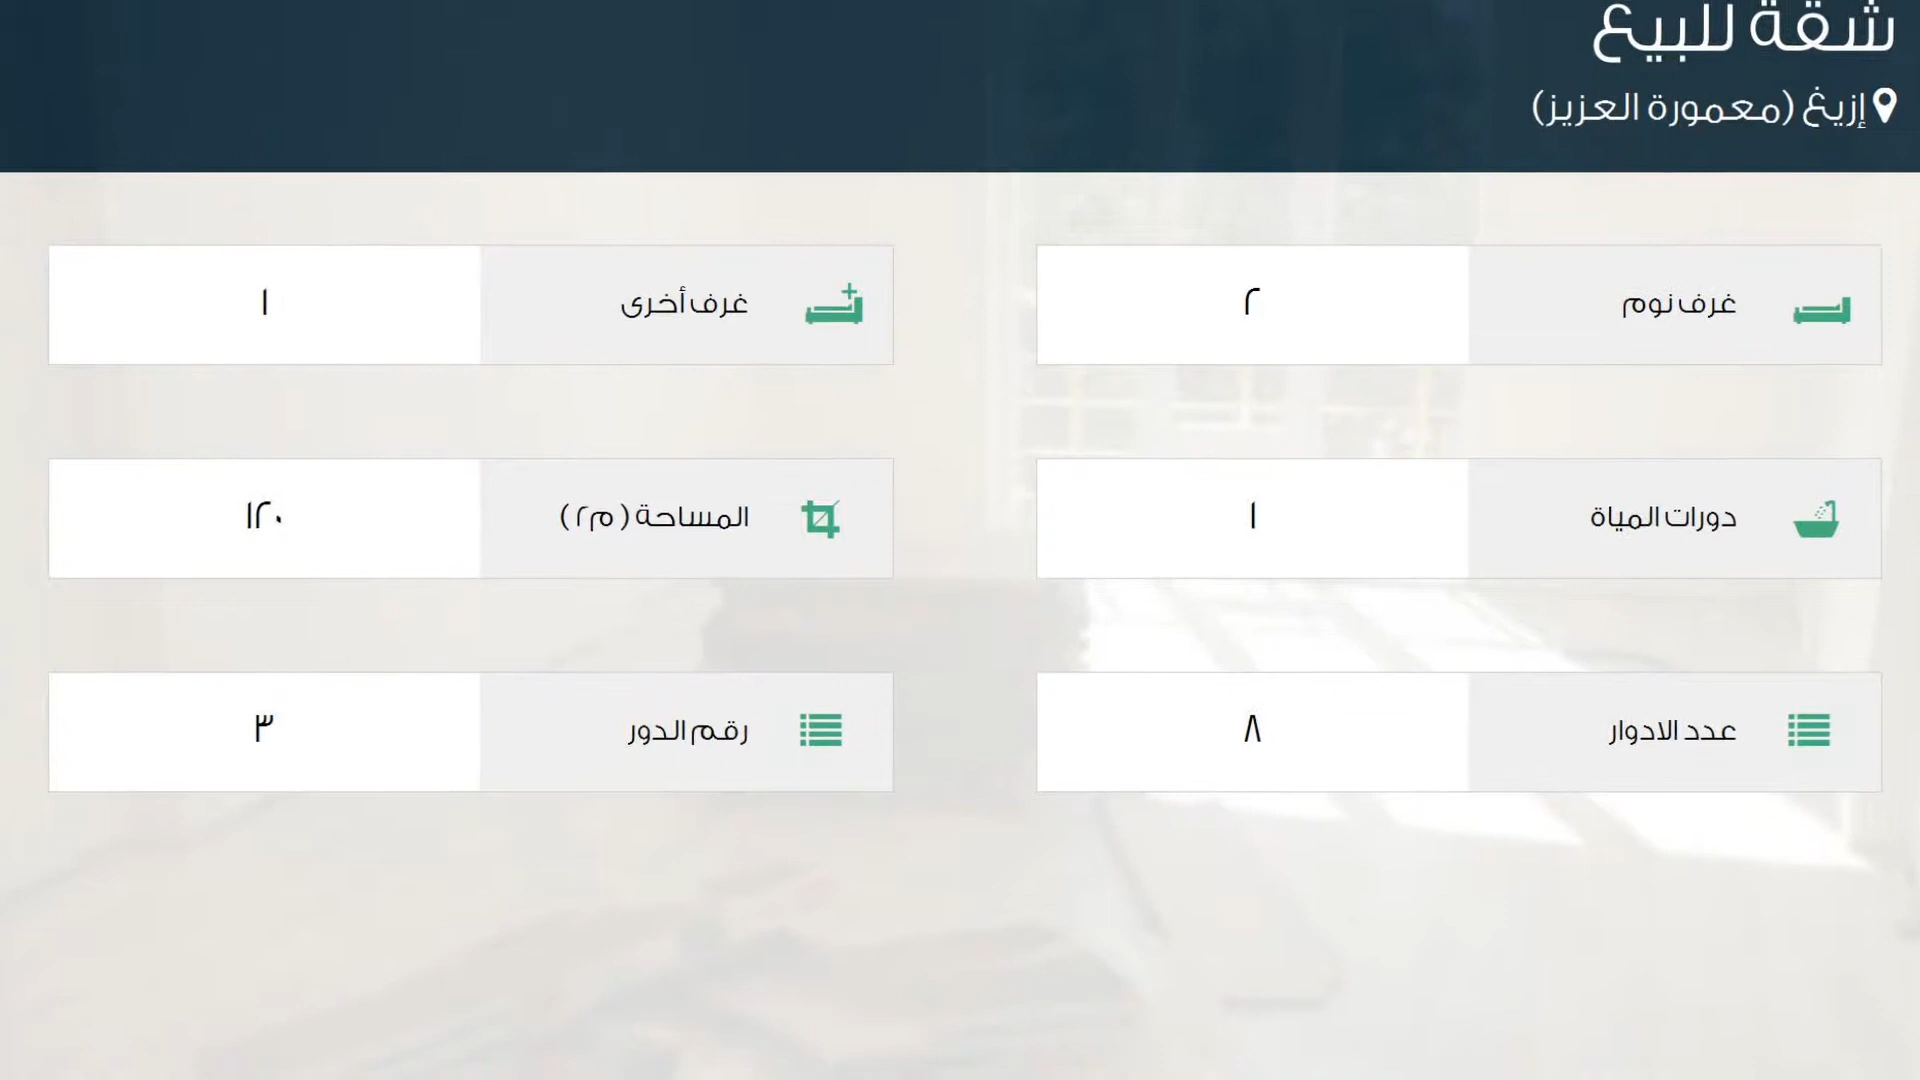 شقة للبيع
إزيغ (معمورة العزيز)
غرف نوم ٢
غرف أخرى ١
دورات المياة ١
المساحة (م٢) ١٢٠
عدد الادوار ٨
رقم الدور ٣